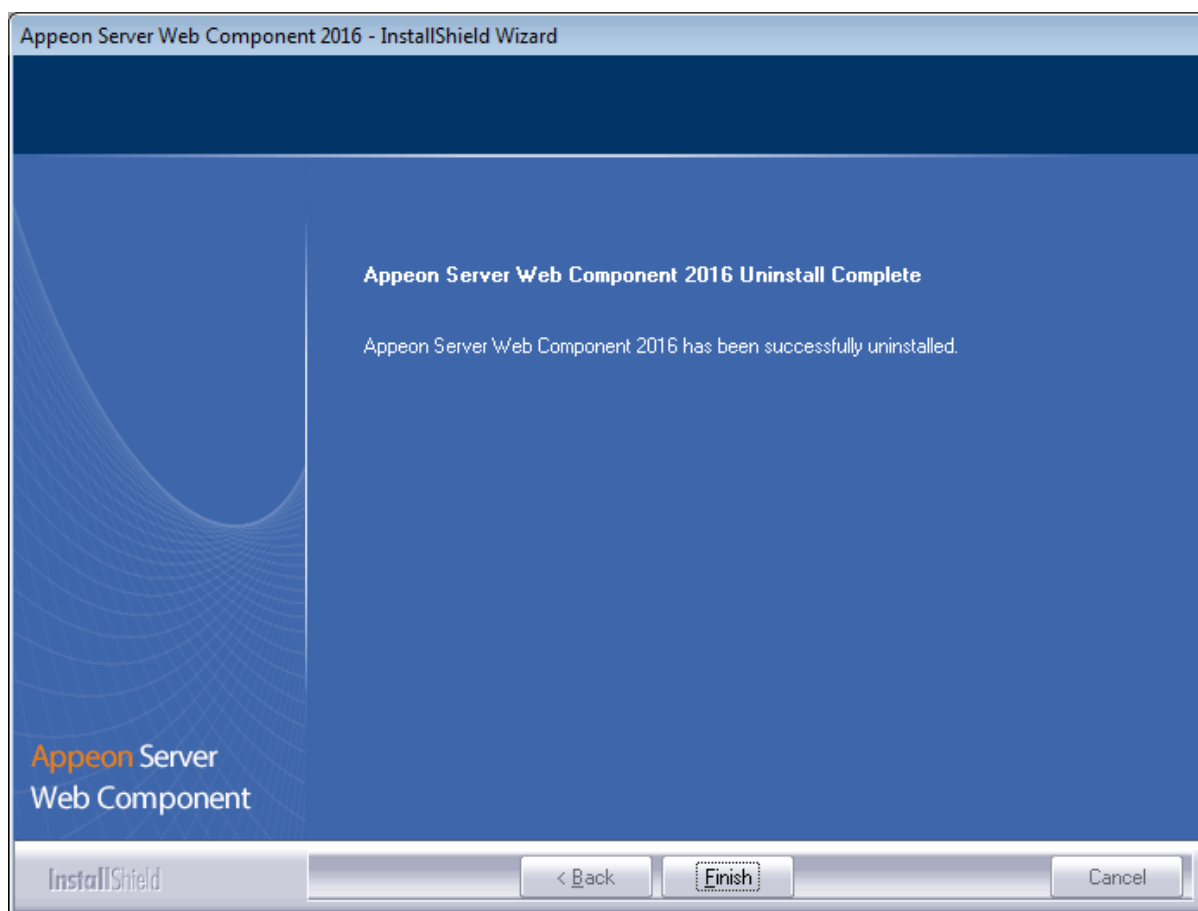 Appeon Server Web Component 2016 - InstallShield Wizard
Appeon Server Web Component 2016 Uninstall Complete
Appeon Server Web Component 2016 has been successfully uninstalled.
Appeon Server
Web Component
InstallShield
< Back
Finish
Cancel